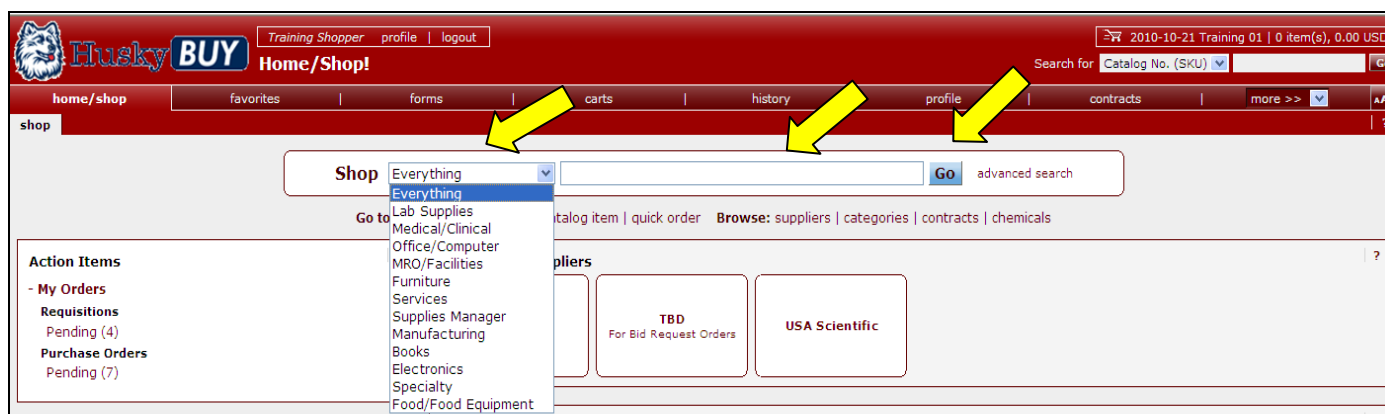 Husky BUY
Training Shopper profile | logout
Home/Shop!
2010-10-21 Training 01 | 0 item(s), 0.00 USD
Search for Catalog No. (SKU)
home/shop favorites | forms | carts | history profile | contracts | more >>
shop
Shop Everything Go advanced search
Everything
Lab Supplies
Medical/Clinical
Office/Computer
MRO/Facilities
Furniture
Services
Supplies Manager
Manufacturing
Books
Electronics
Specialty
Food/Food Equipment
Go item | quick order Browse: suppliers | categories | contracts | chemicals
Action Items
- My Orders
Requisitions
Pending (4)
Purchase Orders
Pending (7)
?
TBD
For Bid Request Orders
USA Scientific